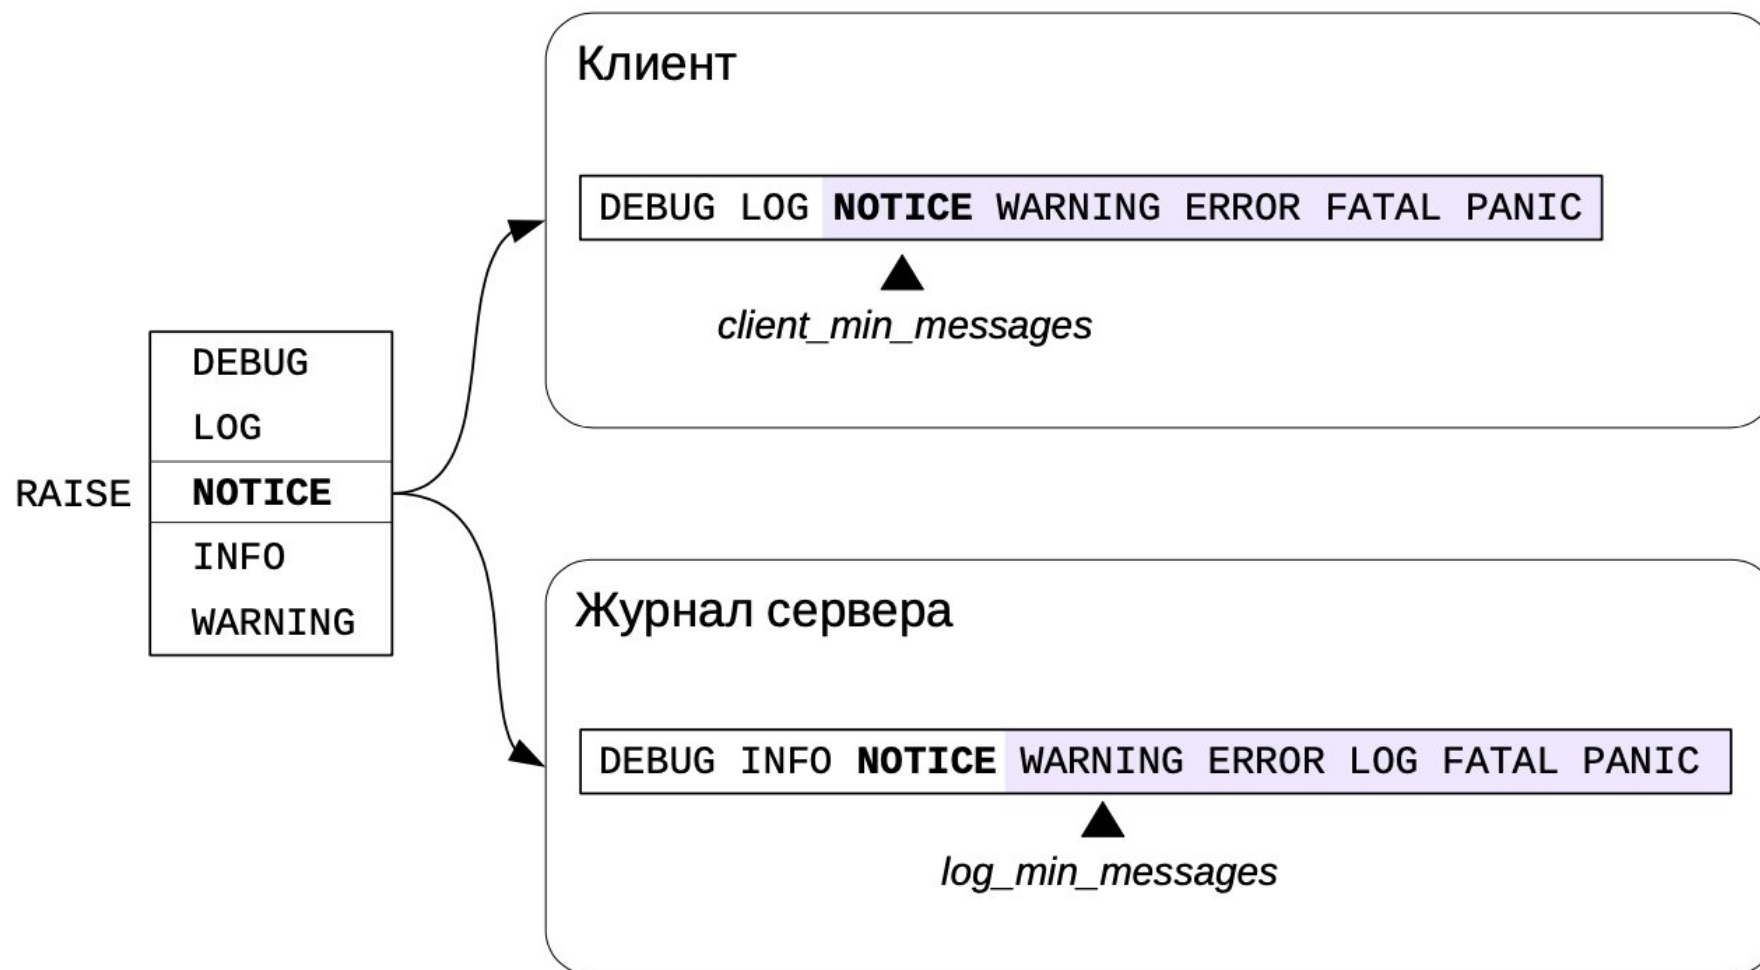 Клиент
DEBUG LOG NOTICE WARNING ERROR FATAL PANIC
client_min_messages
DEBUG
LOG
RAISE NOTICE
INFO
WARNING
Журнал сервера
DEBUG INFO NOTICE WARNING ERROR LOG FATAL PANIC
log_min_messages